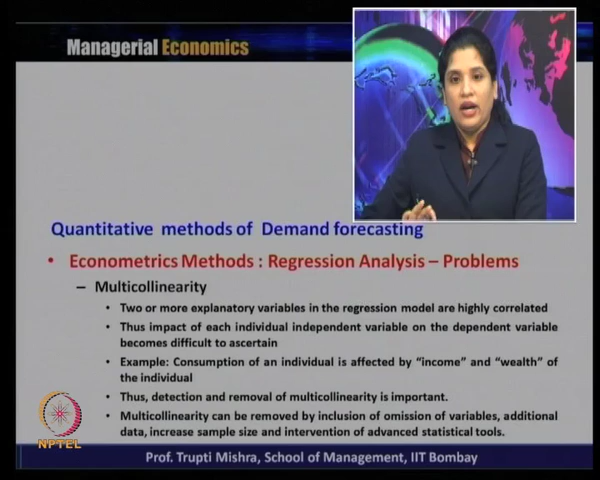 Managerial Economics
Quantitative methods of Demand forecasting
• Econometrics Methods : Regression Analysis – Problems
– Multicollinearity
• Two or more explanatory variables in the regression model are highly correlated
• Thus impact of each individual independent variable on the dependent variable
becomes difficult to ascertain
• Example: Consumption of an individual is affected by “income” and “wealth” of
the individual
• Thus, detection and removal of multicollinearity is important.
• Multicollinearity can be removed by inclusion of omission of variables, additional
data, increase sample size and intervention of advanced statistical tools.
NPTEL
Prof. Trupti Mishra, School of Management, IIT Bombay